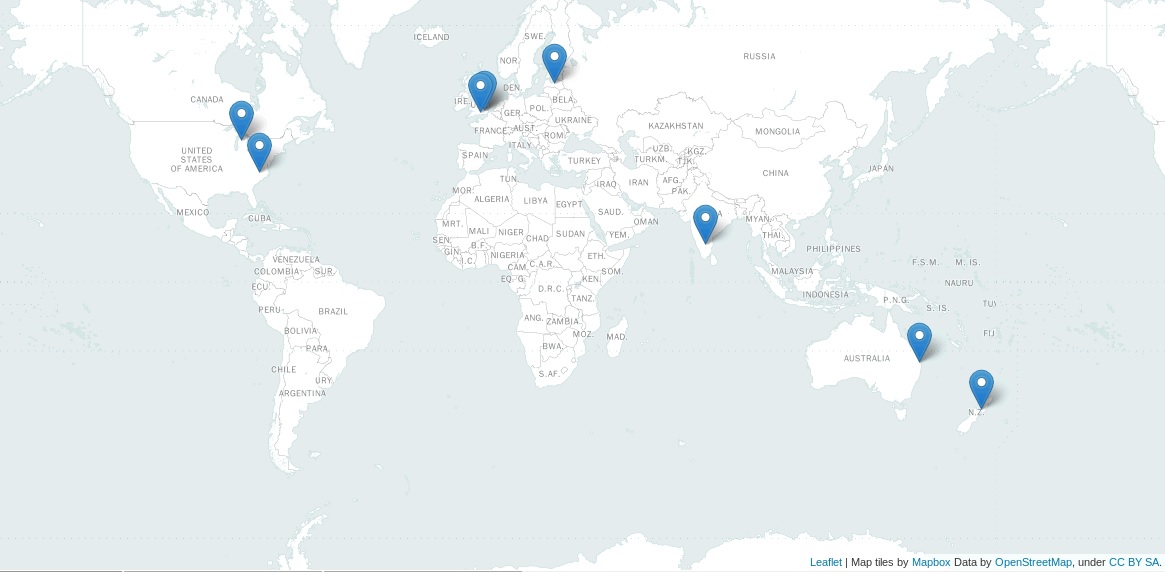 ICELAND
SWE.
NOR.
RUSSIA
CANADA
IRE.
DEN.
BELA.
GER.
POL.
UKRAINE
FRANCE
AUST.
ROM.
KAZAKHSTAN
MONGOLIA
UNITED
STATES
OF AMERICA
SPAIN
ITALY
TURKEY
UZB.
KGZ.
TURKM.
TJK.
CHINA
JAPAN
MOR.
TUN.
ALGERIA
LIBYA
EGYPT
IRAQ
IRAN
AFG.
PAK.
MEXICO
CUBA
MRT.
MALI
NIGER
CHAD
SUDAN
SAUD.
OMAN
YEM.
MYAN.
THAI.
SEN.
GIN.
B.F.
I.C.
NIGERIA
CAM.
C.A.R.
ETH.
SOM.
PHILIPPINES
VENEZUELA
COLOMBIA
SUR.
EQ. G.
KEN.
MALAYSIA
F.S.M.
M. IS.
ECU.
D.R.C.
TANZ.
INDONESIA
P.N.G.
NAURU
S. IS.
TU
PERU
BRAZIL
ANG.
ZAMBIA
MOZ.
MAD.
FIJ
BOLIVIA
PARA.
BWA.
AUSTRALIA
CHILE
URY.
S.AF.
ARGENTINA
N.Z.
Leaflet | Map tiles by Mapbox Data by OpenStreetMap, under CC BY SA.